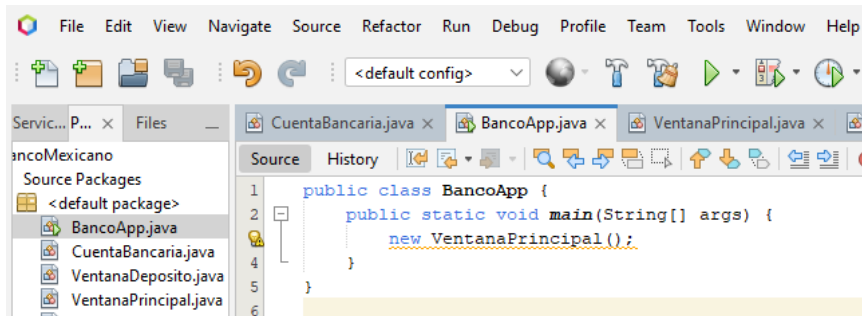 File Edit View Navigate Source Refactor Run Debug Profile Team Tools Window Help
<default config>
Servic... P... × Files
CuentaBancaria.java × BancoApp.java × VentanaPrincipal.java ×
ancoMexicano
Source Packages
<default package>
BancoApp.java
CuentaBancaria.java
VentanaDeposito.java
VentanaPrincipal.java
Source History
1 public class BancoApp {
2 public static void main(String[] args) {
new VentanaPrincipal();
4 }
5 }
6